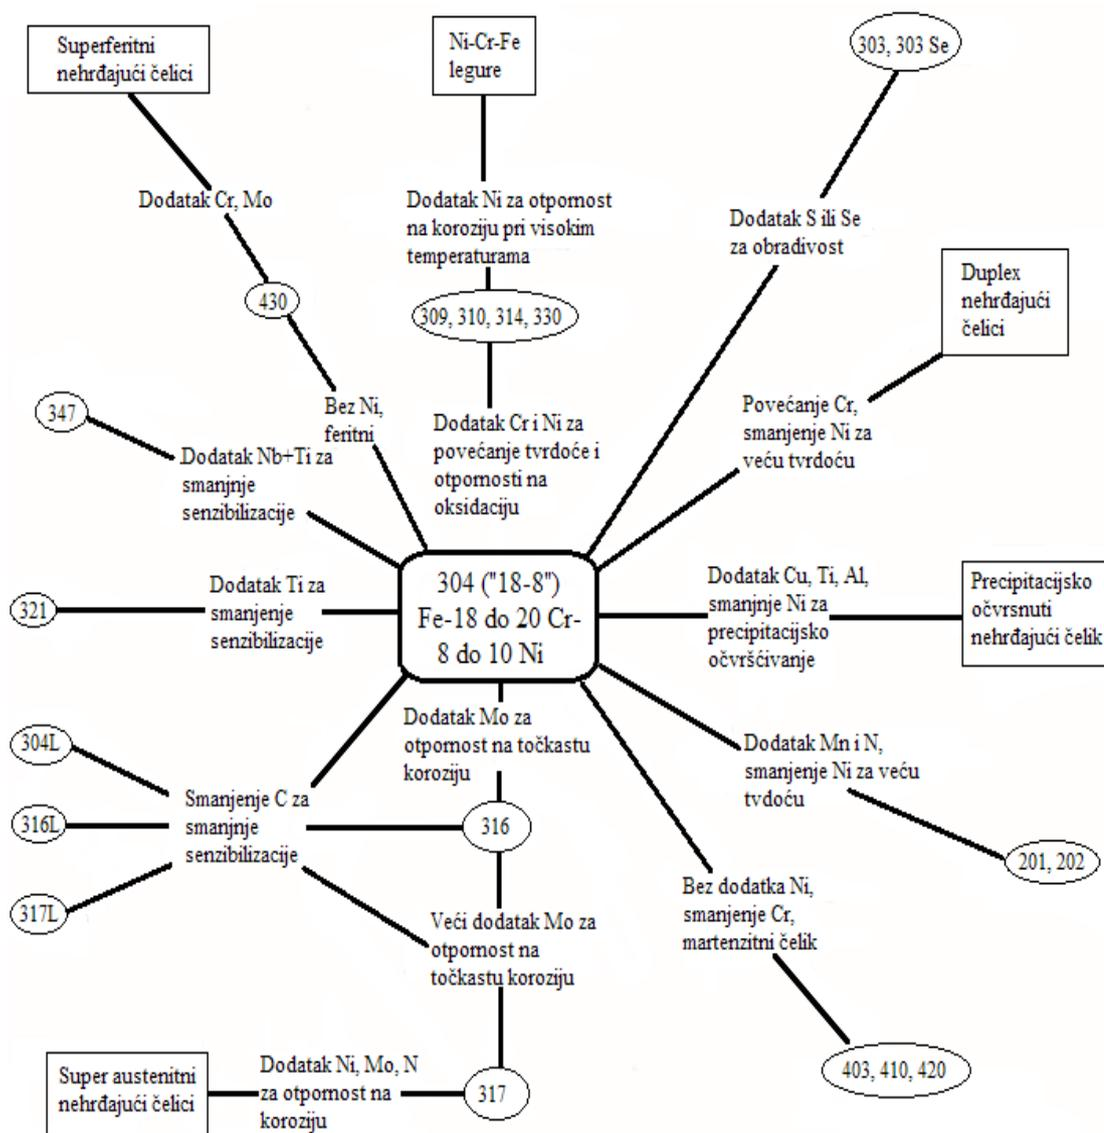 Superferitni
nehrđajući čelici
Ni-Cr-Fe
legure
303, 303 Se
Dodatak Cr, Mo
Dodatak Ni za otpornost
na koroziju pri visokim
temperaturama
Dodatak S ili Se
za obradivost
430
309, 310, 314, 330
Duplex
nehrđajući
čelici
347
Bez Ni,
feritni
Dodatak Cr i Ni za
povećanje tvrdoće i
otpornosti na
oksidaciju
Povećanje Cr,
smanjenje Ni za
veću tvrdoću
Dodatak Nb+Ti za
smanjnje
senzibilizacije
321
Dodatak Ti za
smanjenje
senzibilizacije
304 ("18-8")
Fe-18 do 20 Cr-
8 do 10 Ni
Dodatak Cu, Ti, Al,
smanjnje Ni za
precipitacijsko
očvršćivanje
Precipitacijsko
očvrsnuti
nehrđajući čelik
304L
316L
317L
Smanjenje C za
smanjnje
senzibilizacije
Dodatak Mo za
otpornost na točkastu
koroziju
316
Dodatak Mn i N,
smanjenje Ni za veću
tvdoću
201, 202
Veći dodatak Mo za
otpornost na
točkastu koroziju
Bez dodatka Ni,
smanjenje Cr,
martenzitni čelik
403, 410, 420
Super austenitni
nehrđajući čelici
Dodatak Ni, Mo, N
za otpornost na
koroziju
317